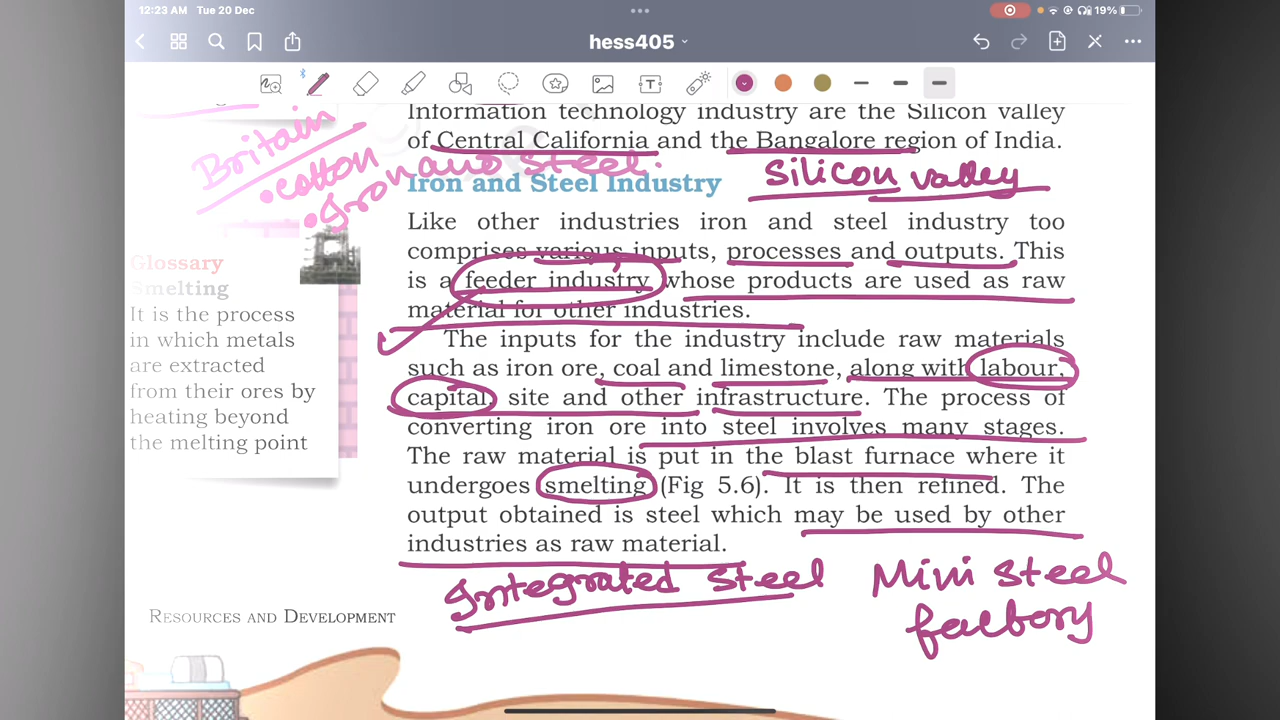 12:23 AM Tue 20 Dec
19%
hess405
Information technology industry are the Silicon valley
of Central California and the Bangalore region of India.
Britain
• cotton
• Iron and Steel.
Silicon valley
Iron and Steel Industry
Like other industries iron and steel industry too
comprises various inputs, processes and outputs. This
is a feeder industry whose products are used as raw
material for other industries.
The inputs for the industry include raw materials
such as iron ore, coal and limestone, along with labour,
capital, site and other infrastructure. The process of
converting iron ore into steel involves many stages.
The raw material is put in the blast furnace where it
undergoes smelting (Fig 5.6). It is then refined. The
output obtained is steel which may be used by other
industries as raw material.
Glossary
Smelting
It is the process
in which metals
are extracted
from their ores by
heating beyond
the melting point
Integrated Steel
Mini Steel
factory
RESOURCES AND DEVELOPMENT